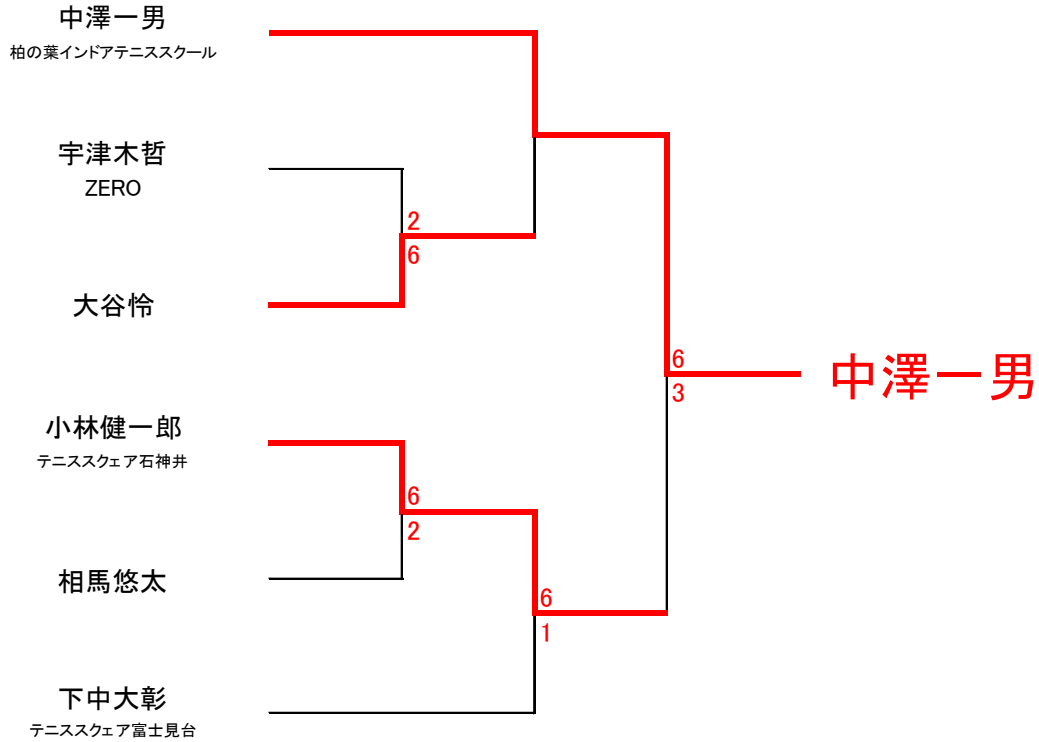 中澤一男
柏の葉インドアテニススクール
宇津木哲
ZERO
2
6
大谷怜
6
3
中澤一男
小林健一郎
テニススクェア石神井
6
2
相馬悠太
6
1
下中大彰
テニススクェア富士見台